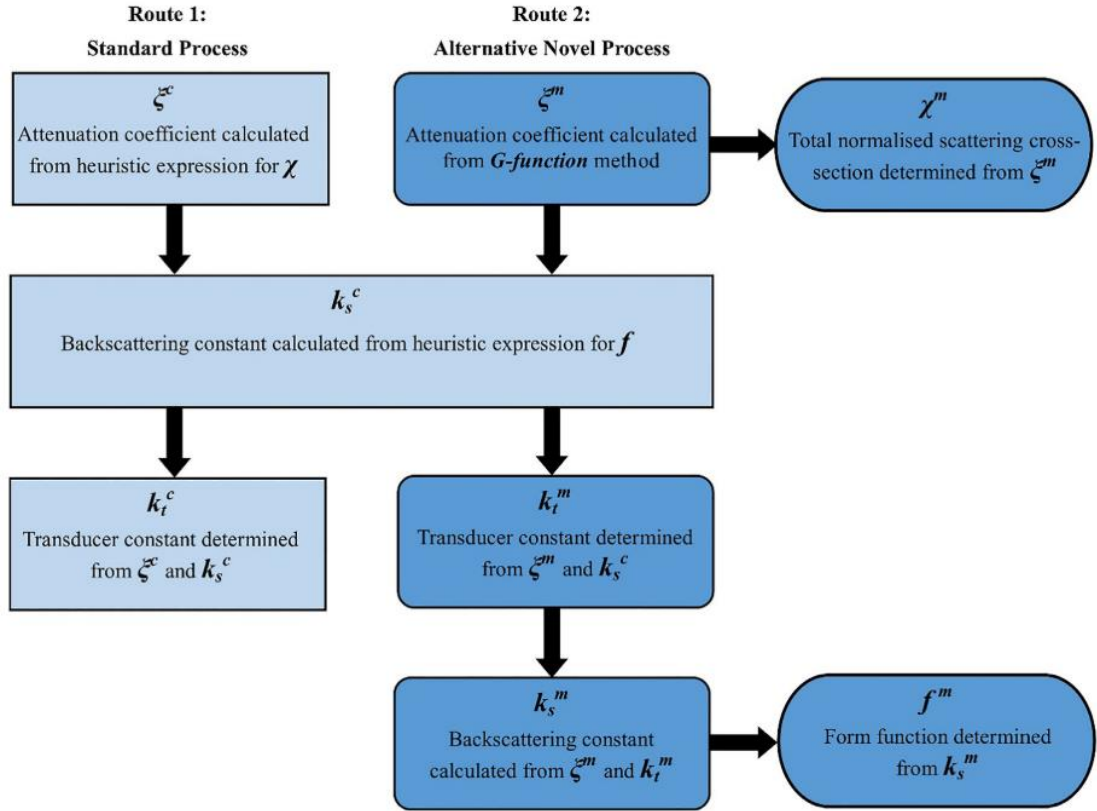 Route 1:
Standard Process
Route 2:
Alternative Novel Process
ξᶜ
Attenuation coefficient calculated
from heuristic expression for χ
ξᵐ
Attenuation coefficient calculated
from G-function method
χᵐ
Total normalised scattering cross-
section determined from ξᵐ
kₛᶜ
Backscattering constant calculated from heuristic expression for f
kₜᶜ
Transducer constant determined
from ξᶜ and kₛᶜ
kₜᵐ
Transducer constant determined
from ξᵐ and kₛᶜ
kₛᵐ
Backscattering constant
calculated from ξᵐ and kₜᵐ
fᵐ
Form function determined
from kₛᵐ